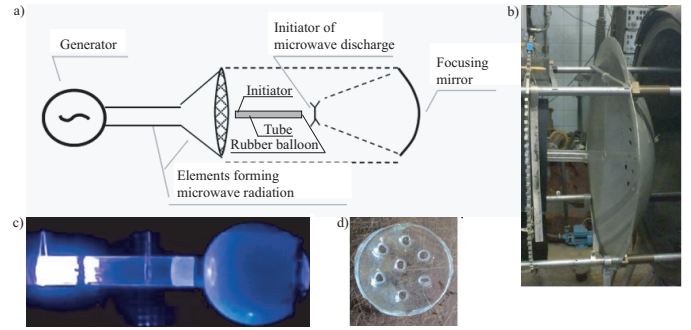 a)
Generator
Initiator of
microwave discharge
Focusing
mirror
Initiator
Tube
Rubber balloon
Elements forming
microwave radiation
b)
c)
d)